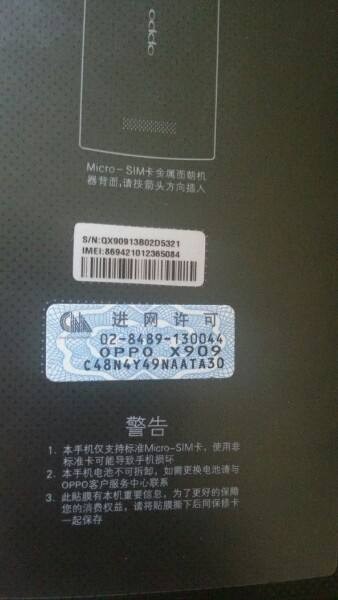 oppo
Micro-SIM卡金属面朝机
器背面,请按箭头方向插入
S/N:QX90913B02D5321
IMEI:869421012365084
进网许可
02-8489-130044
OPPO X909
C48N4Y49NAATA30
警告
1. 本手机仅支持标准Micro-SIM卡，使用非
标准卡可能导致手机损坏
2. 本手机电池不可拆卸，如需更换电池请与
OPPO客户服务中心联系
3. 此贴膜有本机重要信息，为了更好的保障
您的消费权益，请将贴膜撕下后同保修卡
一起保存